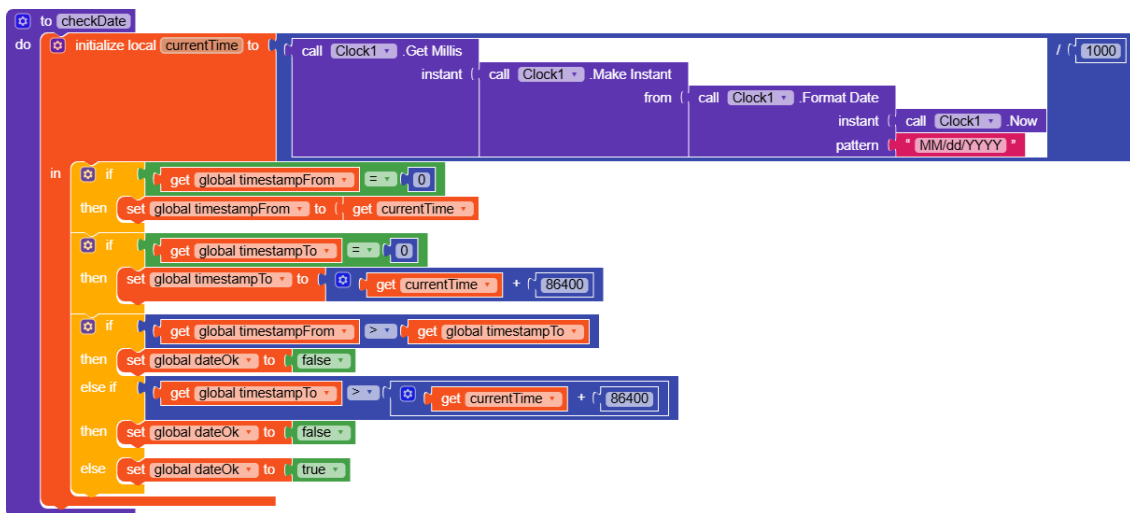 to checkDate
do initialize local currentTime to call Clock1 .Get Millis / 1000
instant call Clock1 .Make Instant
from call Clock1 .Format Date
instant call Clock1 .Now
pattern " MM/dd/YYYY "
in if get global timestampFrom = 0
then set global timestampFrom to get currentTime
if get global timestampTo = 0
then set global timestampTo to get currentTime + 86400
if get global timestampFrom > get global timestampTo
then set global dateOk to false
else if get global timestampTo > get currentTime + 86400
then set global dateOk to false
else set global dateOk to true